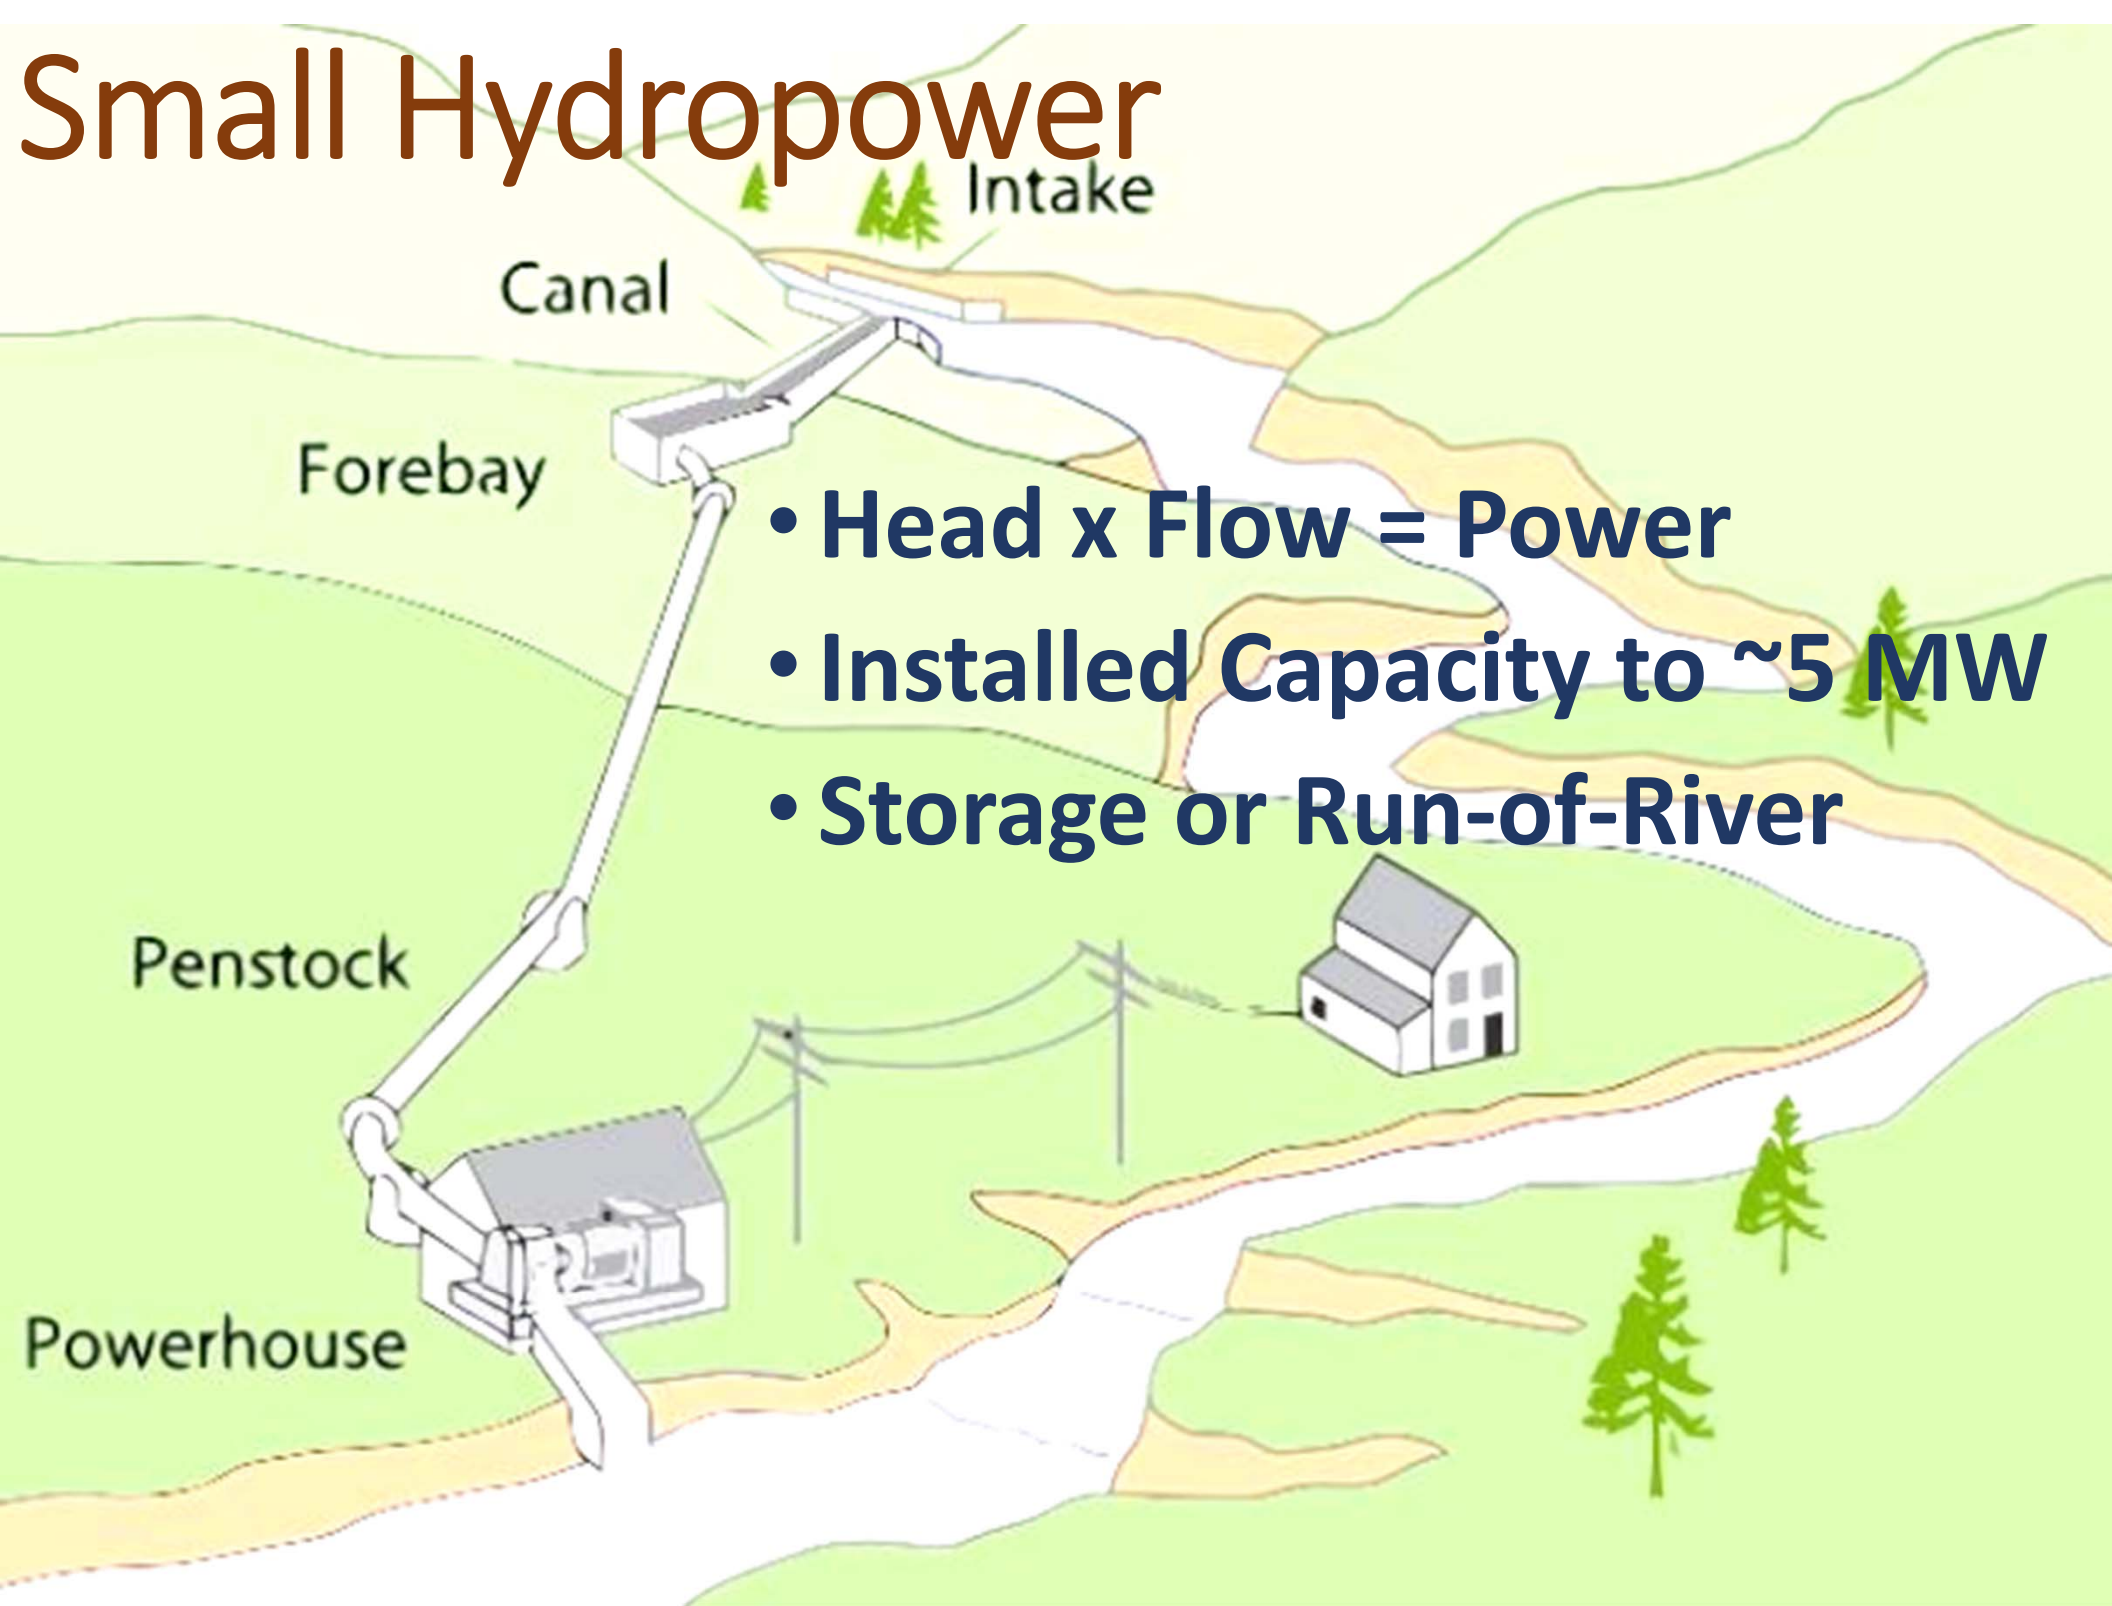 Small Hydropower
Intake
Canal
Forebay
• Head x Flow = Power
• Installed Capacity to ~5 MW
• Storage or Run-of-River
Penstock
Powerhouse